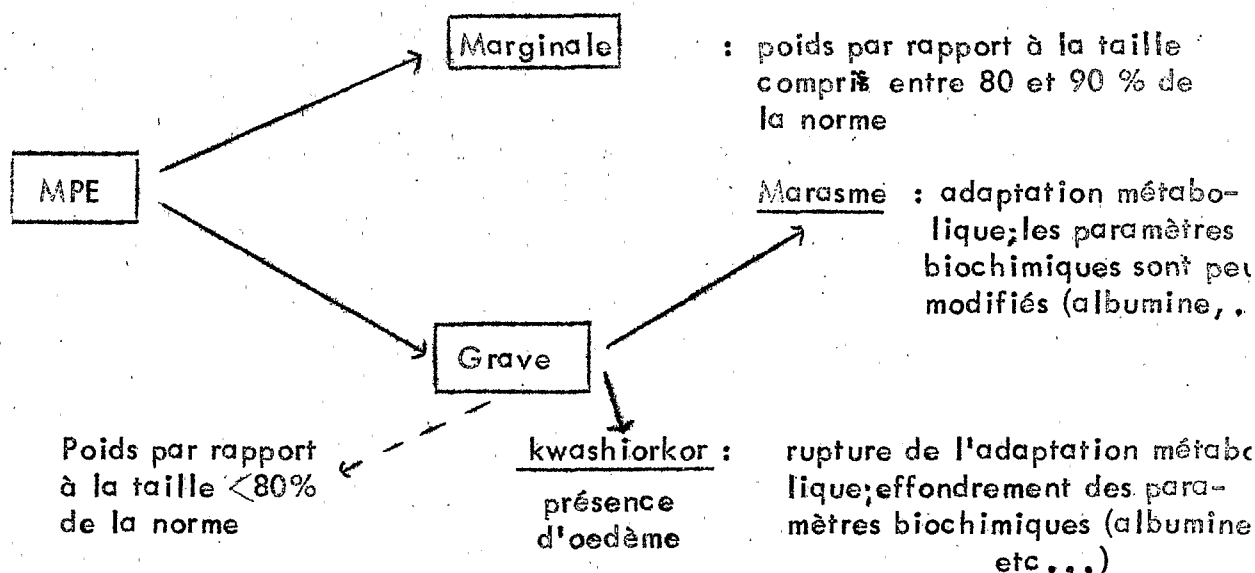 Marginale : poids par rapport à la taille
compris entre 80 et 90 % de
la norme
MPE
Marasme : adaptation métabo-
lique;les paramètres
biochimiques sont peu
modifiés (albumine, .
Grave
Poids par rapport
à la taille <80%
de la norme
kwashiorkor :
présence
d'oedème
rupture de l'adaptation métabo
lique;effondrement des para-
mètres biochimiques (albumine
etc...)